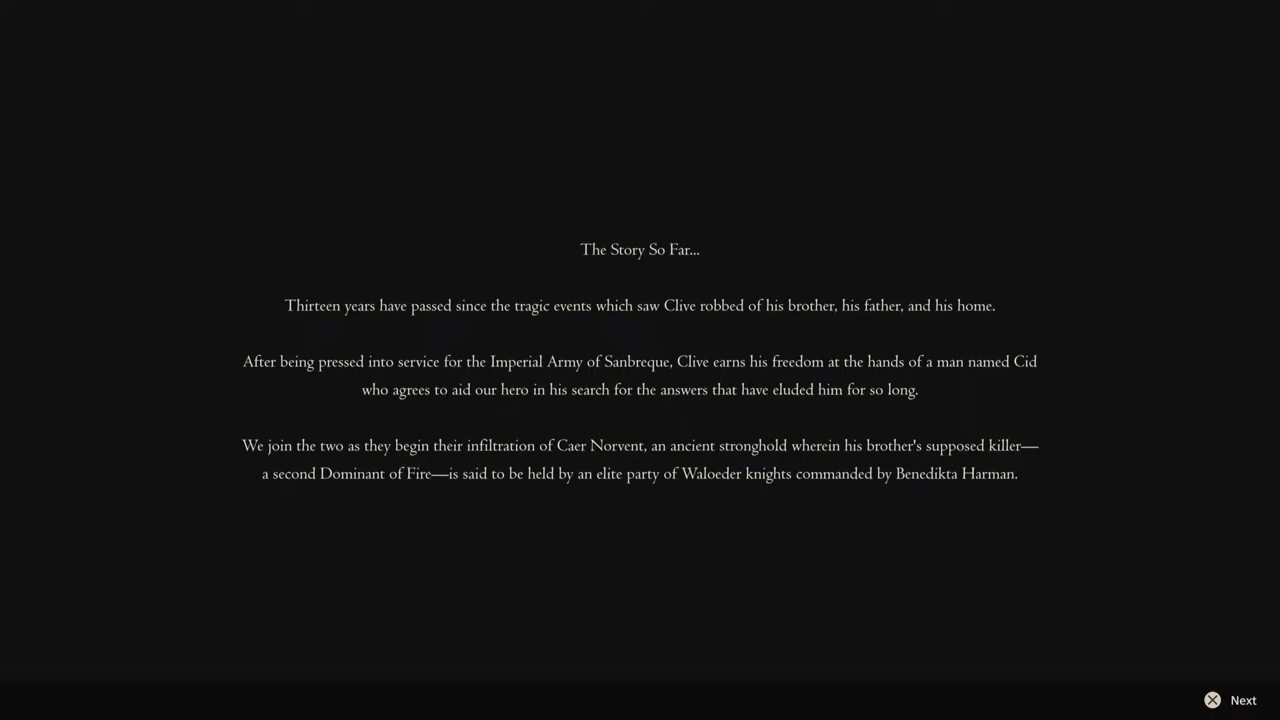 The Story So Far...
Thirteen years have passed since the tragic events which saw Clive robbed of his brother, his father, and his home.
After being pressed into service for the Imperial Army of Sanbreque, Clive earns his freedom at the hands of a man named Cid
who agrees to aid our hero in his search for the answers that have eluded him for so long.
We join the two as they begin their infiltration of Caer Norvent, an ancient stronghold wherein his brother's supposed killer—
a second Dominant of Fire—is said to be held by an elite party of Waloeder knights commanded by Benedikta Harman.
Next